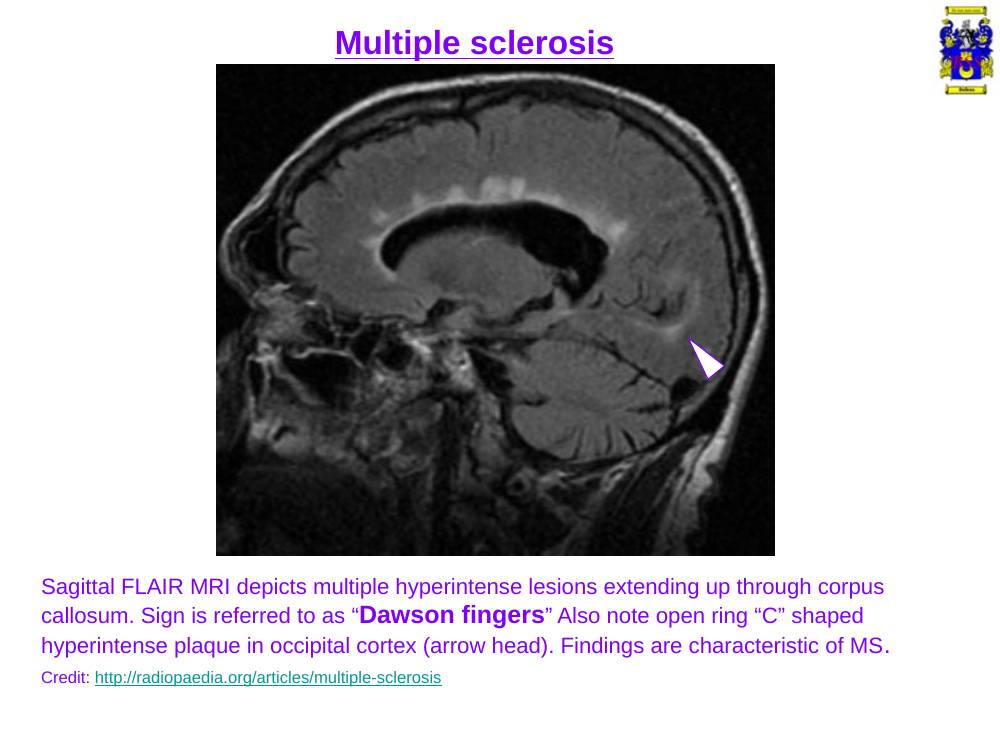 Multiple sclerosis
Sagittal FLAIR MRI depicts multiple hyperintense lesions extending up through corpus
callosum. Sign is referred to as “Dawson fingers” Also note open ring “C” shaped
hyperintense plaque in occipital cortex (arrow head). Findings are characteristic of MS.
Credit: http://radiopaedia.org/articles/multiple-sclerosis